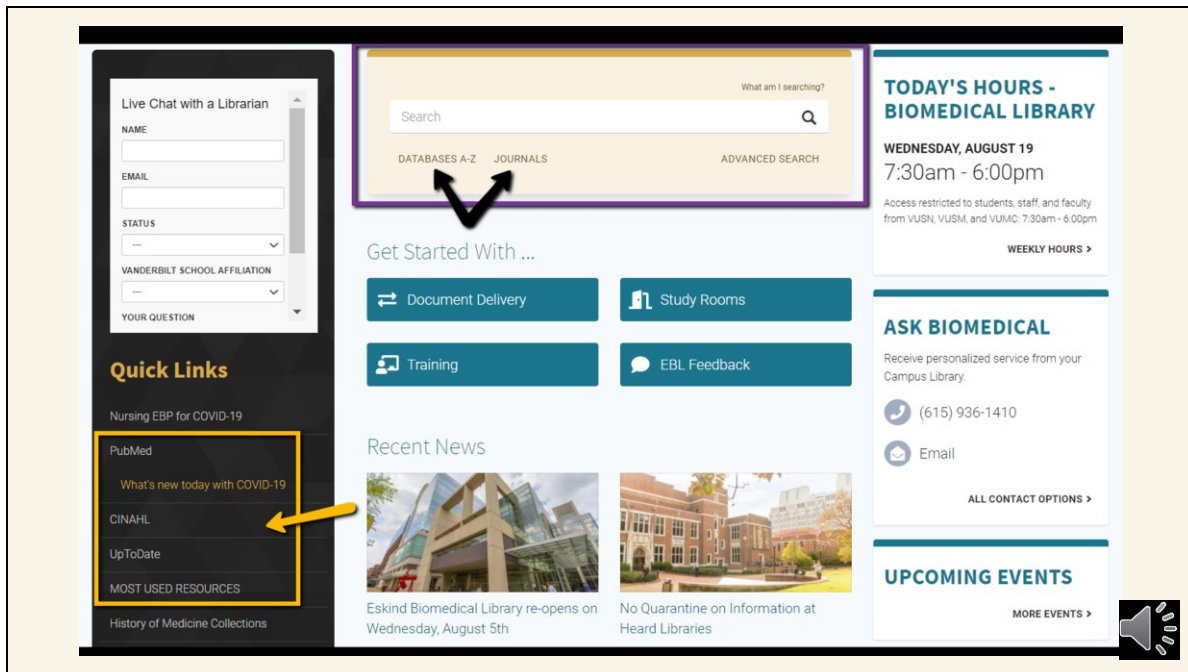 Live Chat with a Librarian
NAME
EMAIL
STATUS
---
VANDERBILT SCHOOL AFFILIATION
---
YOUR QUESTION
Quick Links
Nursing EBP for COVID-19
PubMed
What's new today with COVID-19
CINAHL
UpToDate
MOST USED RESOURCES
History of Medicine Collections
What am I searching?
Search
DATABASES A-Z JOURNALS ADVANCED SEARCH
Get Started With ...
Document Delivery
Study Rooms
Training
EBL Feedback
Recent News
Eskind Biomedical Library re-opens on
Wednesday, August 5th
No Quarantine on Information at
Heard Libraries
TODAY'S HOURS -
BIOMEDICAL LIBRARY
WEDNESDAY, AUGUST 19
7:30am - 6:00pm
Access restricted to students, staff, and faculty
from VUSN, VUSM, and VUMC: 7:30am - 6:00pm
WEEKLY HOURS >
ASK BIOMEDICAL
Receive personalized service from your
Campus Library.
(615) 936-1410
Email
ALL CONTACT OPTIONS >
UPCOMING EVENTS
MORE EVENTS >